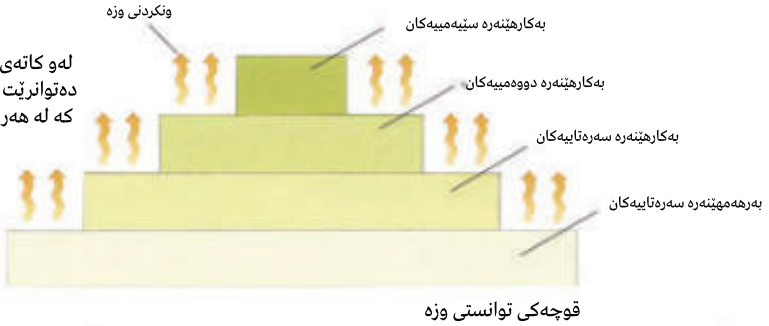 ونکردنی وزە
بەکارهێنەرە سێیەمییەکان
لەو کاتەی
دەتوانرێت
کە لە هەر
بەکارهێنەرە دووەمییەکان
بەکارهێنەرە سەرەتاییەکان
بەرهەمهێنەرە سەرەتاییەکان
قوچەکی توانستی وزە